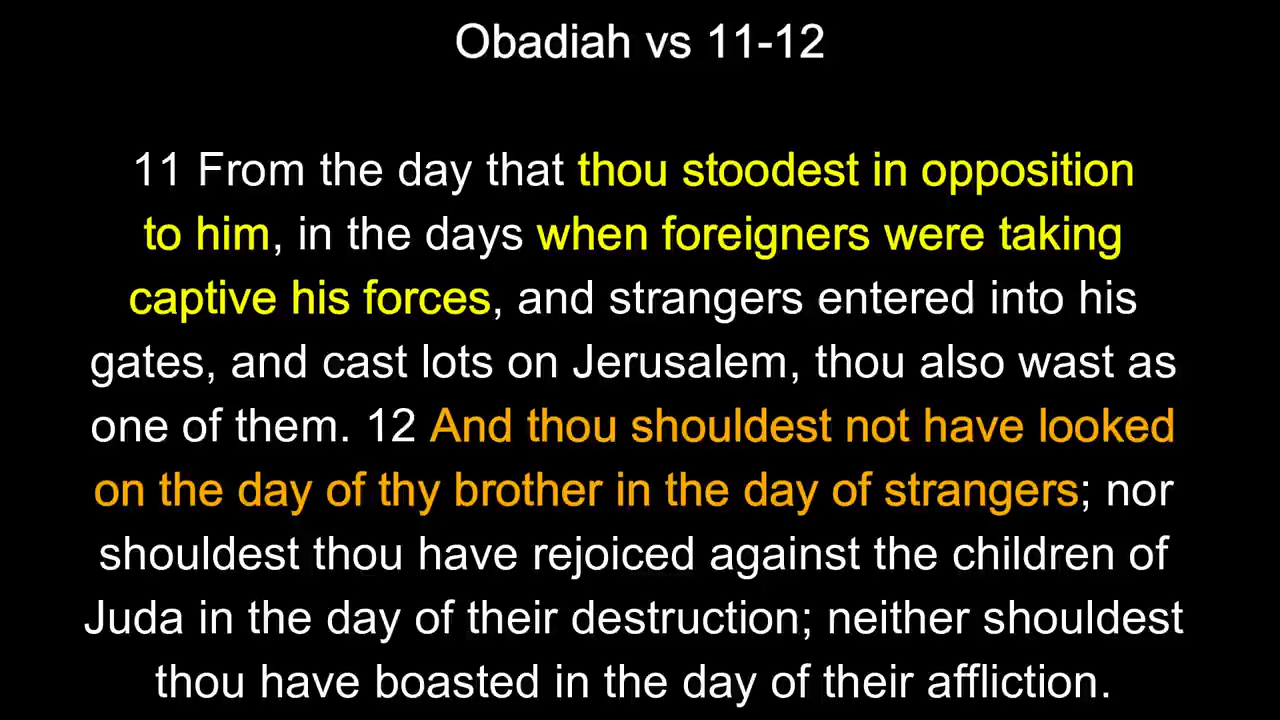 Obadiah vs 11-12
11 From the day that thou stoodest in opposition
to him, in the days when foreigners were taking
captive his forces, and strangers entered into his
gates, and cast lots on Jerusalem, thou also wast as
one of them. 12 And thou shouldest not have looked
on the day of thy brother in the day of strangers; nor
shouldest thou have rejoiced against the children of
Juda in the day of their destruction; neither shouldest
thou have boasted in the day of their affliction.